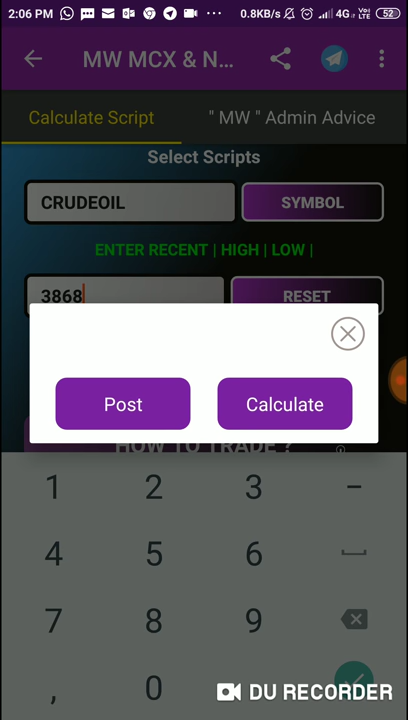 2:06 PM ... 0.8KB/s 4G VoLTE 52
MW MCX & N...
Calculate Script " MW " Admin Advice
Select Scripts
CRUDEOIL SYMBOL
ENTER RECENT | HIGH | LOW |
3868 RESET
Post Calculate
HOW TO TRADE ?
1 2 3 -
4 5 6
7 8 9
, 0
DU RECORDER